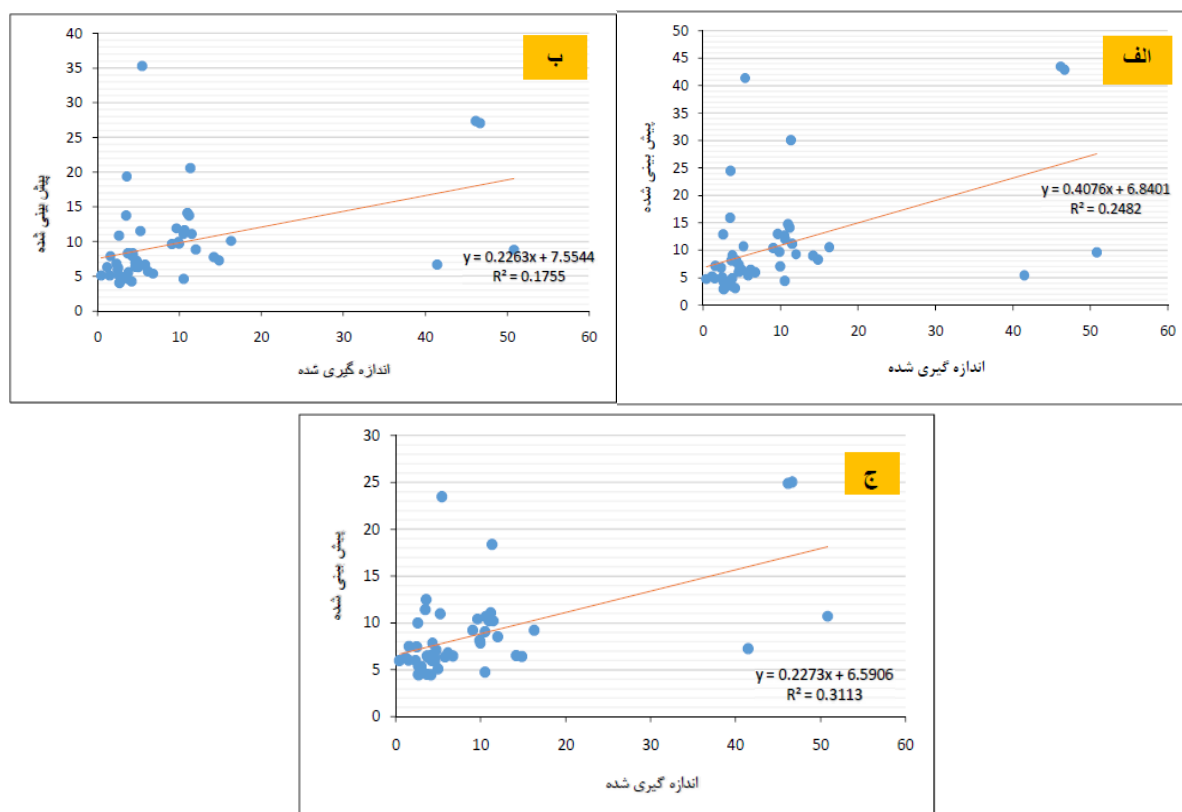 الف
50
45
40
35
30
25
20
15
10
5
0
پیش بینی شده
y = 0.4076x + 6.8401
R² = 0.2482
0 10 20 30 40 50 60
اندازه گیری شده
ب
40
35
30
25
20
15
10
5
0
پیش بینی شده
y = 0.2263x + 7.5544
R² = 0.1755
0 10 20 30 40 50 60
اندازه گیری شده
ج
30
25
20
15
10
5
0
پیش بینی شده
y = 0.2273x + 6.5906
R² = 0.3113
0 10 20 30 40 50 60
اندازه گیری شده